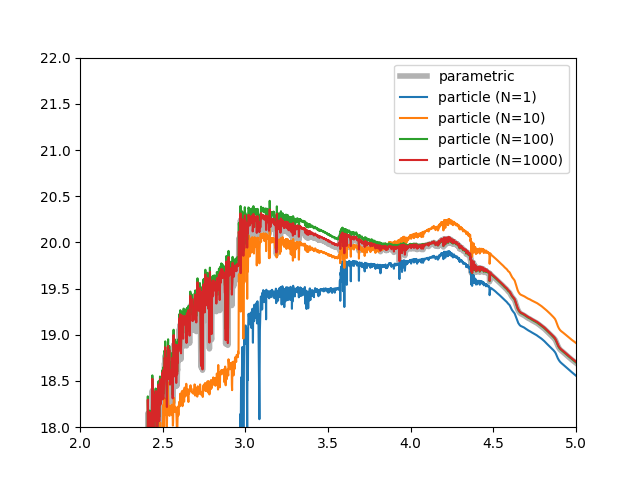 22.0
21.5
21.0
20.5
20.0
19.5
19.0
18.5
18.0
2.0 2.5 3.0 3.5 4.0 4.5 5.0
parametric
particle (N=1)
particle (N=10)
particle (N=100)
particle (N=1000)